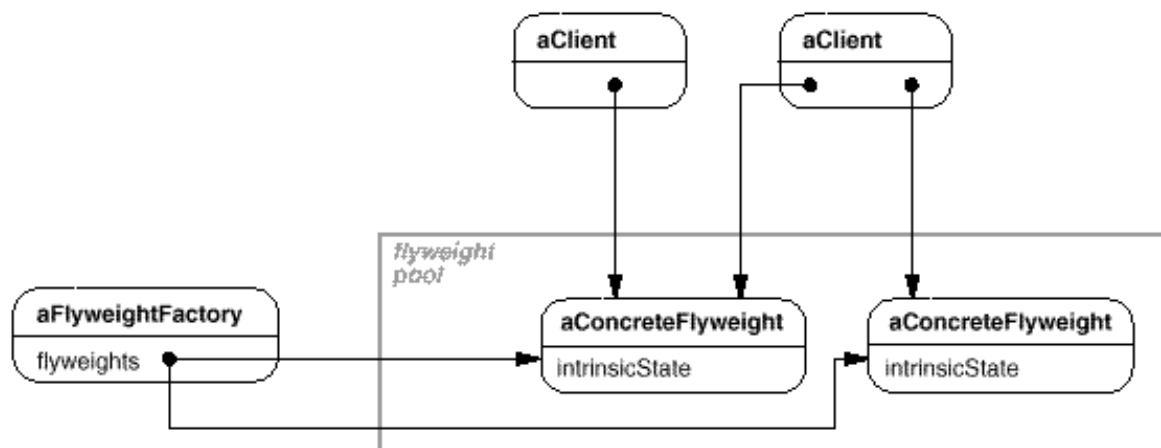 aClient
aClient
flyweight
pool
aFlyweightFactory
flyweights
aConcreteFlyweight
intrinsicState
aConcreteFlyweight
intrinsicState